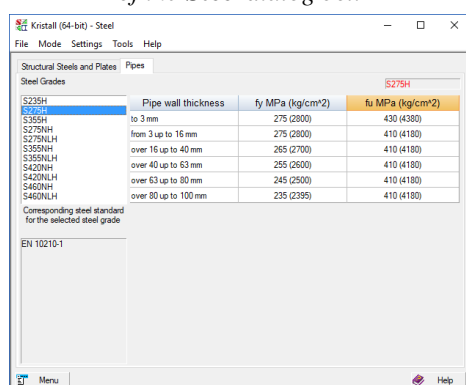 Kristall (64-bit) - Steel
File Mode Settings Tools Help
Structural Steels and Plates Pipes
Steel Grades
S275H
S235H
S275H
S355H
S275NH
S275NLH
S355NH
S355NLH
S420NH
S420NLH
S460NH
S460NLH
Corresponding steel standard
for the selected steel grade
EN 10210-1
Pipe wall thickness fy MPa (kg/cm^2) fu MPa (kg/cm^2)
to 3 mm 275 (2800) 430 (4380)
from 3 up to 16 mm 275 (2800) 410 (4180)
over 16 up to 40 mm 265 (2700) 410 (4180)
over 40 up to 63 mm 255 (2600) 410 (4180)
over 63 up to 80 mm 245 (2500) 410 (4180)
over 80 up to 100 mm 235 (2395) 410 (4180)
Menu Help